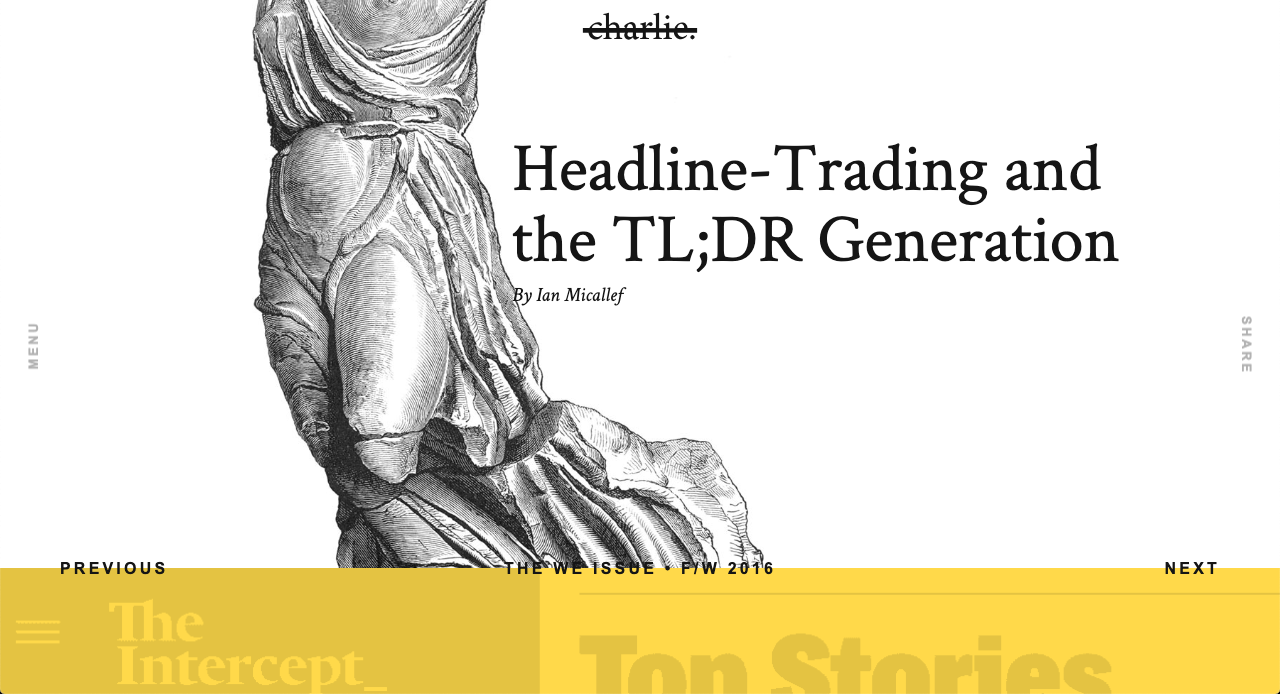 charlie.
Headline-Trading and
the TL;DR Generation
By Ian Micallef
MENU
SHARE
PREVIOUS
THE WE ISSUE • F/W 2016
NEXT
The
Intercept_
Top Stories